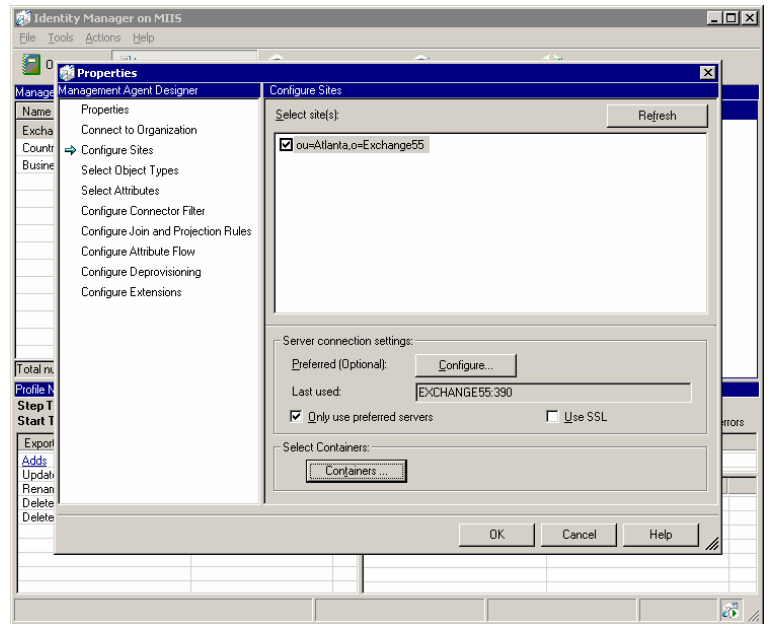 Identity Manager on MIIS
File Tools Actions Help
Properties
Management Agent Designer
Configure Sites
Properties
Connect to Organization
Configure Sites
Select Object Types
Select Attributes
Configure Connector Filter
Configure Join and Projection Rules
Configure Attribute Flow
Configure Deprovisioning
Configure Extensions
Select site(s):
Refresh
ou=Atlanta,o=Exchange55
Server connection settings:
Preferred (Optional):
Configure...
Last used:
EXCHANGE55:390
Only use preferred servers
Use SSL
Select Containers:
Containers ...
OK
Cancel
Help
Manage
Name
Excha
Countr
Busine
Total nu
Profile N
Step T
Start T
rrors
Export
Adds
Updat
Renan
Delete
Delete